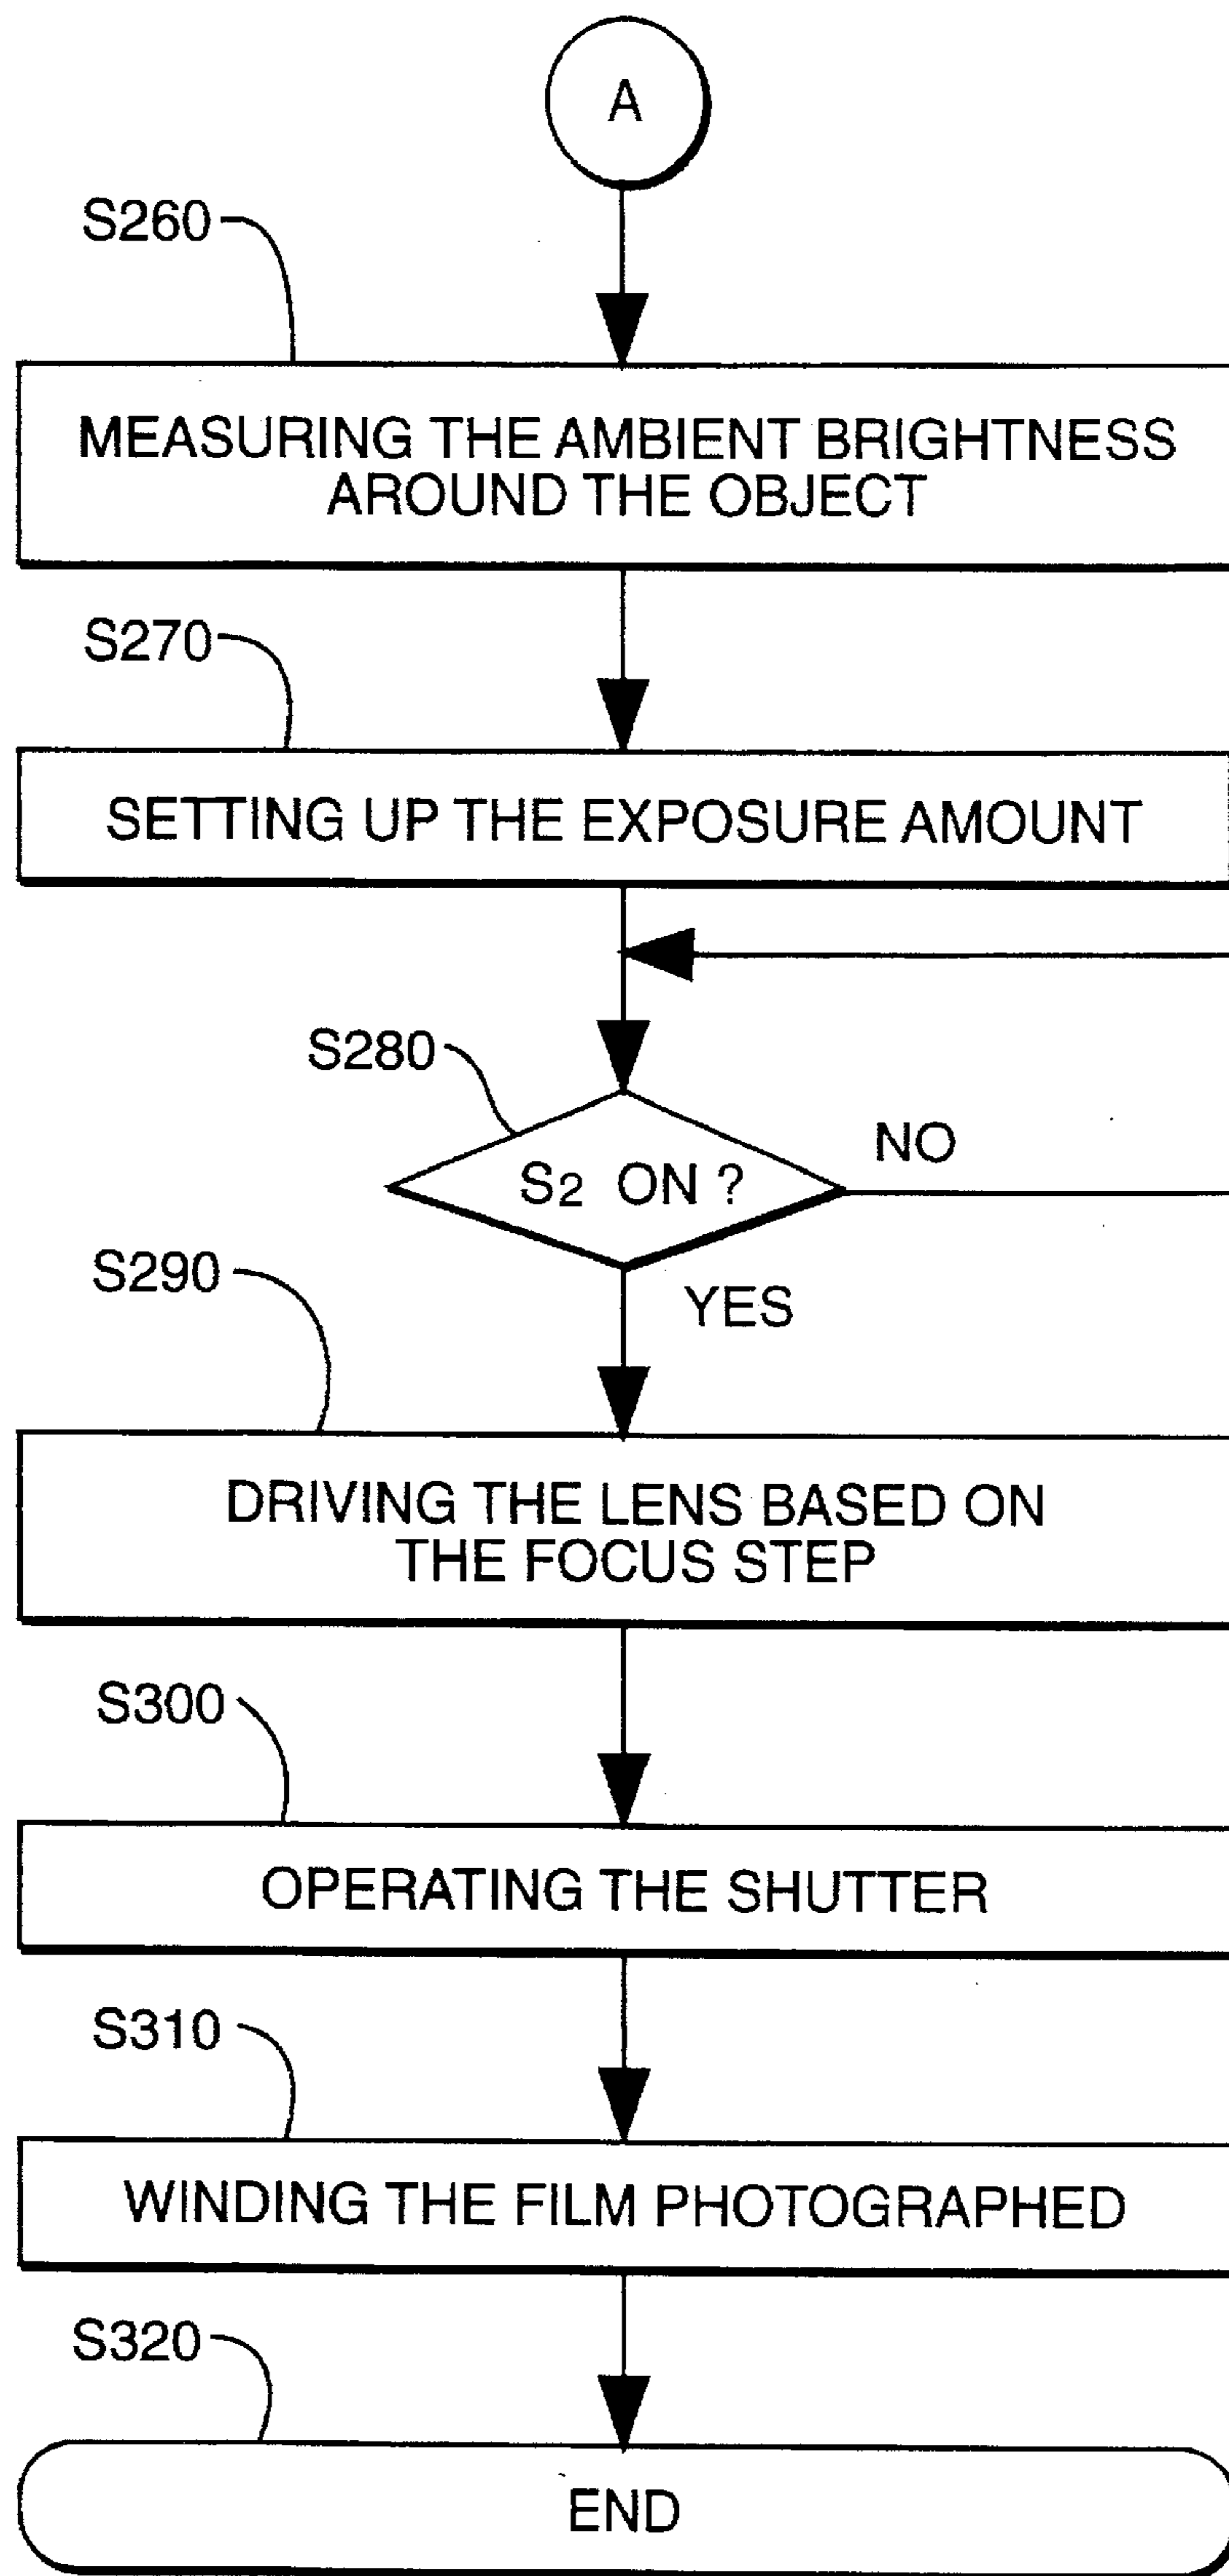 A
S260
MEASURING THE AMBIENT BRIGHTNESS
AROUND THE OBJECT
S270
SETTING UP THE EXPOSURE AMOUNT
S280
S2 ON ?
NO
YES
S290
DRIVING THE LENS BASED ON
THE FOCUS STEP
S300
OPERATING THE SHUTTER
S310
WINDING THE FILM PHOTOGRAPHED
S320
END